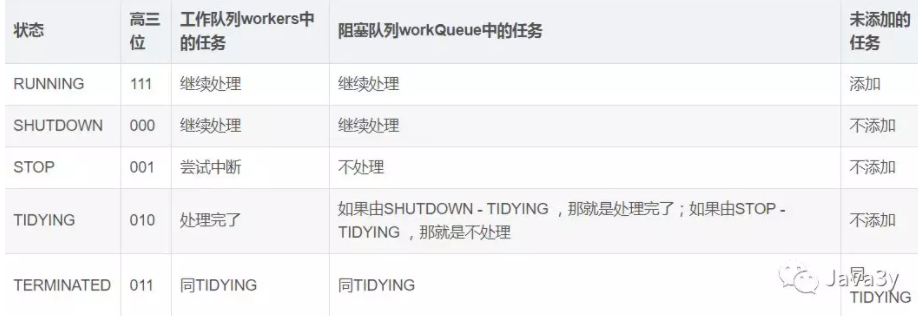 状态
高三
位
工作队列workers中
的任务
阻塞队列workQueue中的任务
未添加的
任务
RUNNING 111 继续处理 继续处理 添加
SHUTDOWN 000 继续处理 继续处理 不添加
STOP 001 尝试中断 不处理 不添加
TIDYING 010 处理完了
如果由SHUTDOWN - TIDYING ，那就是处理完了；如果由STOP -
TIDYING ，那就是不处理
不添加
TERMINATED 011 同TIDYING 同TIDYING
同
TIDYING
Java3y